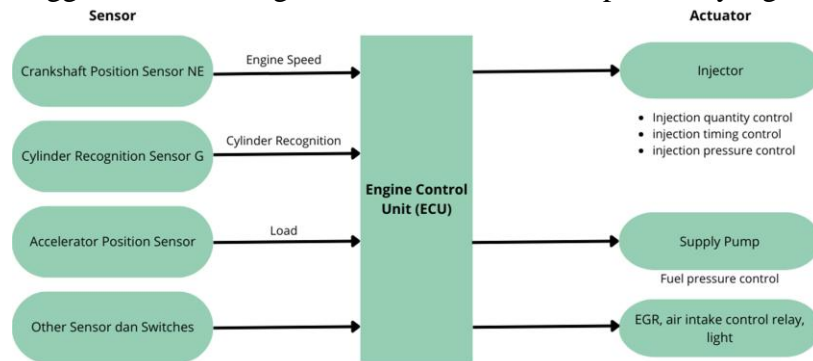 Sensor
Actuator
Crankshaft Position Sensor NE
Engine Speed
Injector
• Injection quantity control
• injection timing control
• injection pressure control
Cylinder Recognition Sensor G
Cylinder Recognition
Engine Control
Unit (ECU)
Accelerator Position Sensor
Load
Supply Pump
Fuel pressure control
Other Sensor dan Switches
EGR, air intake control relay,
light